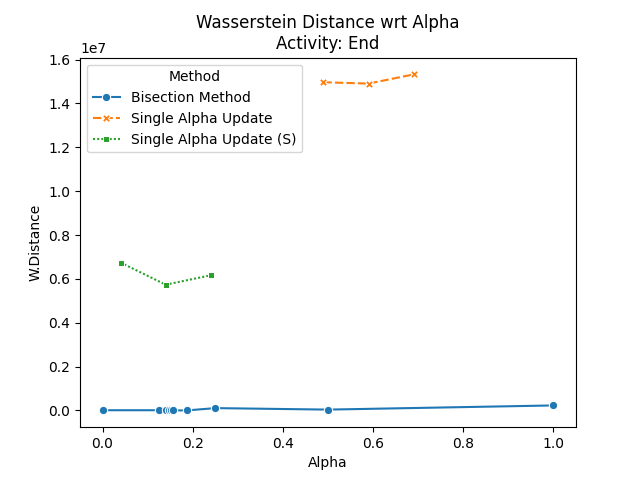 Wasserstein Distance wrt Alpha
Activity: End
1e7
Method
Bisection Method
Single Alpha Update
Single Alpha Update (S)
W.Distance
1.6
1.4
1.2
1.0
0.8
0.6
0.4
0.2
0.0
0.0 0.2 0.4 0.6 0.8 1.0
Alpha